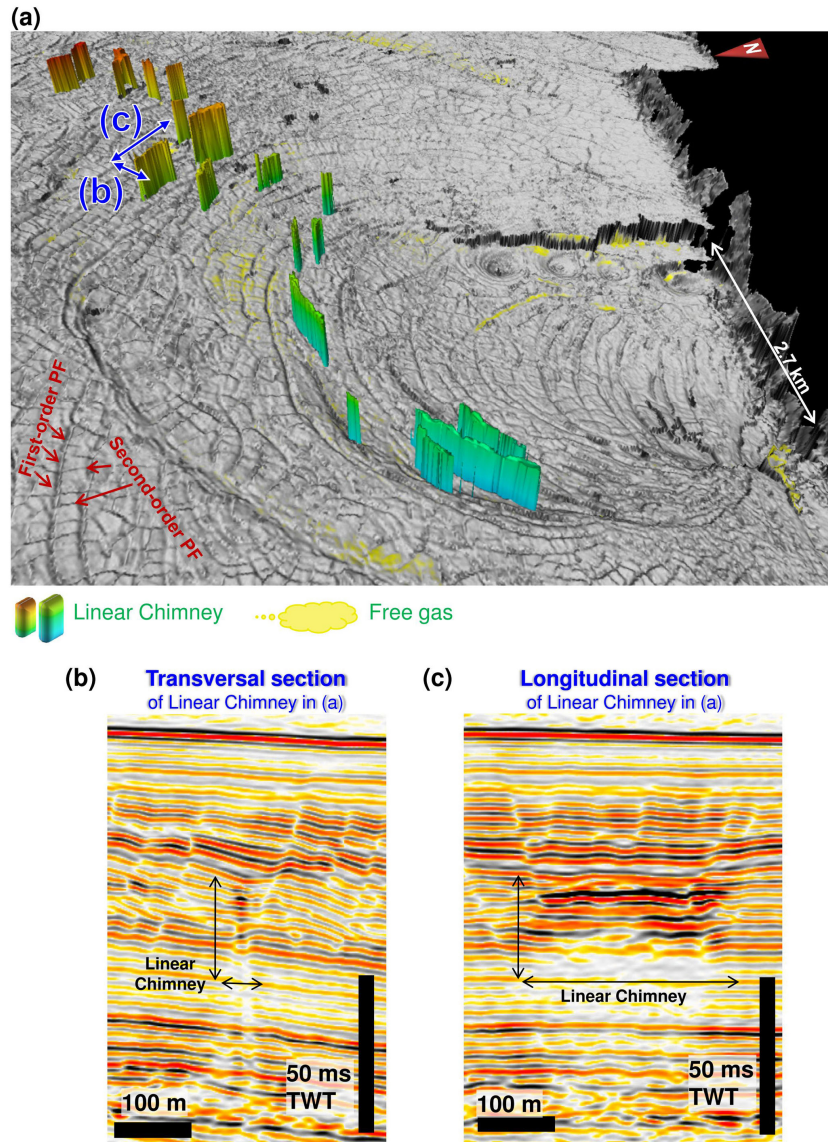 (a)
N
(c)
(b)
2.7 km
First-order PF
Second-order PF
Linear Chimney
Free gas
(b)
Transversal section
of Linear Chimney in (a)
(c)
Longitudinal section
of Linear Chimney in (a)
Linear
Chimney
Linear Chimney
50 ms
TWT
100 m
50 ms
TWT
100 m